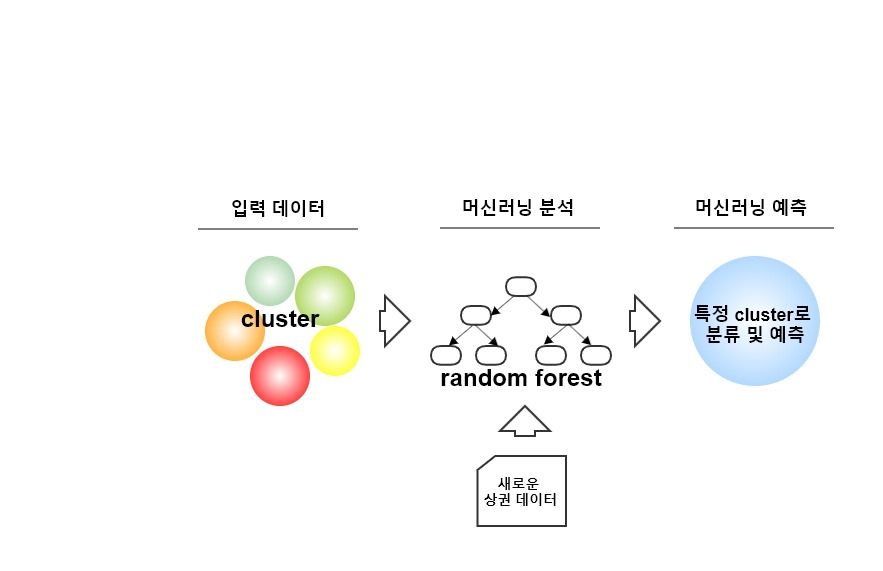 입력 데이터
머신러닝 분석
머신러닝 예측
cluster
random forest
특정 cluster로
분류 및 예측
새로운
상권 데이터